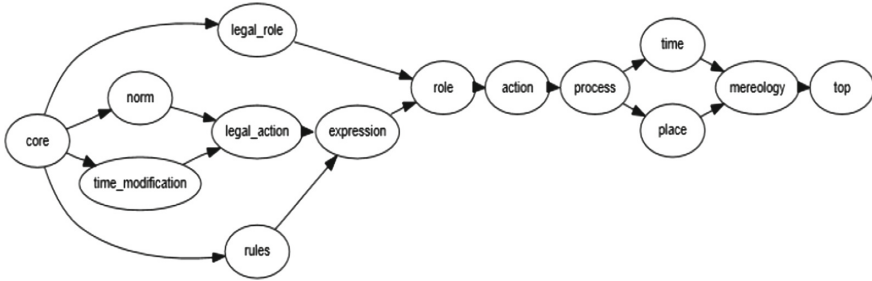 legal_role
time
norm
role
action
process
mereology
top
core
legal_action
expression
place
time_modification
rules